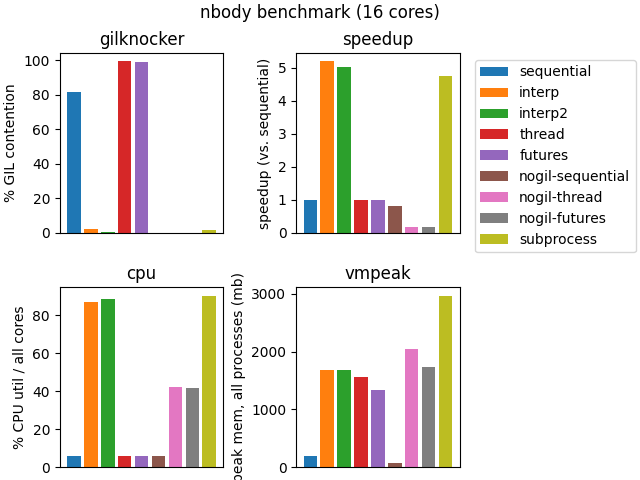 nbody benchmark (16 cores)
gilknocker
% GIL contention
100
80
60
40
20
0
speedup
speedup (vs. sequential)
5
4
3
2
1
0
sequential
interp
interp2
thread
futures
nogil-sequential
nogil-thread
nogil-futures
subprocess
cpu
% CPU util / all cores
80
60
40
20
0
vmpeak
peak mem, all processes (mb)
3000
2000
1000
0